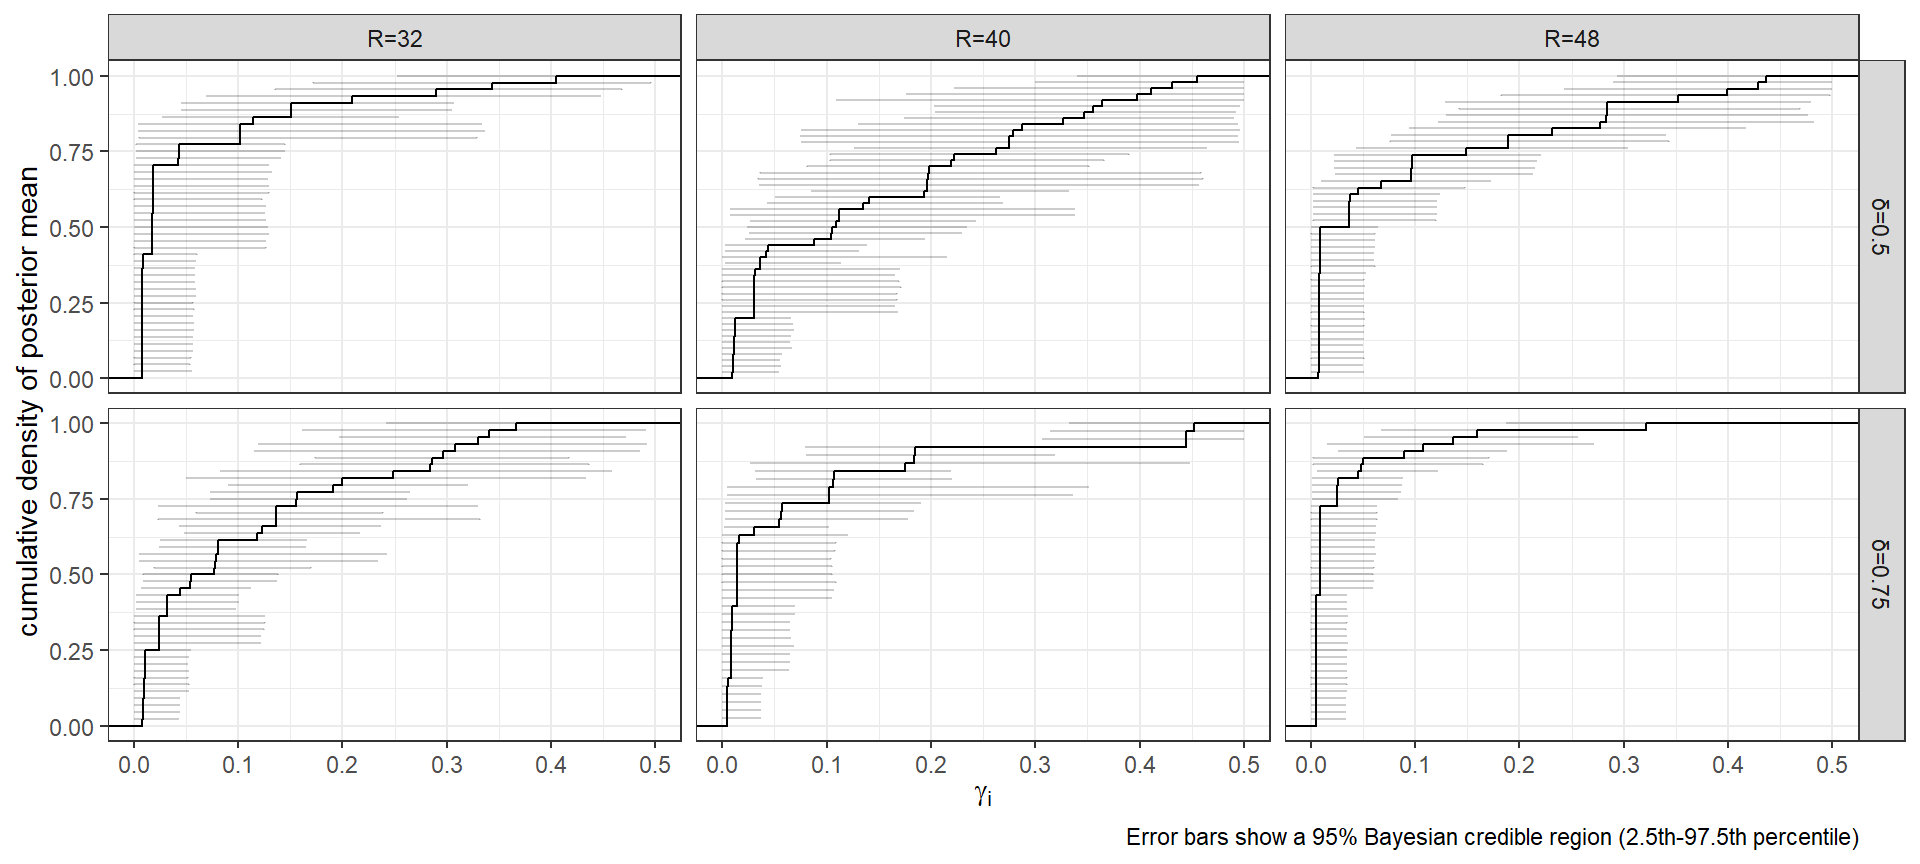 R=32
R=40
R=48
cumulative density of posterior mean
1.00
0.75
0.50
0.25
0.00
δ=0.5
1.00
0.75
0.50
0.25
0.00
δ=0.75
0.0 0.1 0.2 0.3 0.4 0.5
0.0 0.1 0.2 0.3 0.4 0.5
0.0 0.1 0.2 0.3 0.4 0.5
γi
Error bars show a 95% Bayesian credible region (2.5th-97.5th percentile)